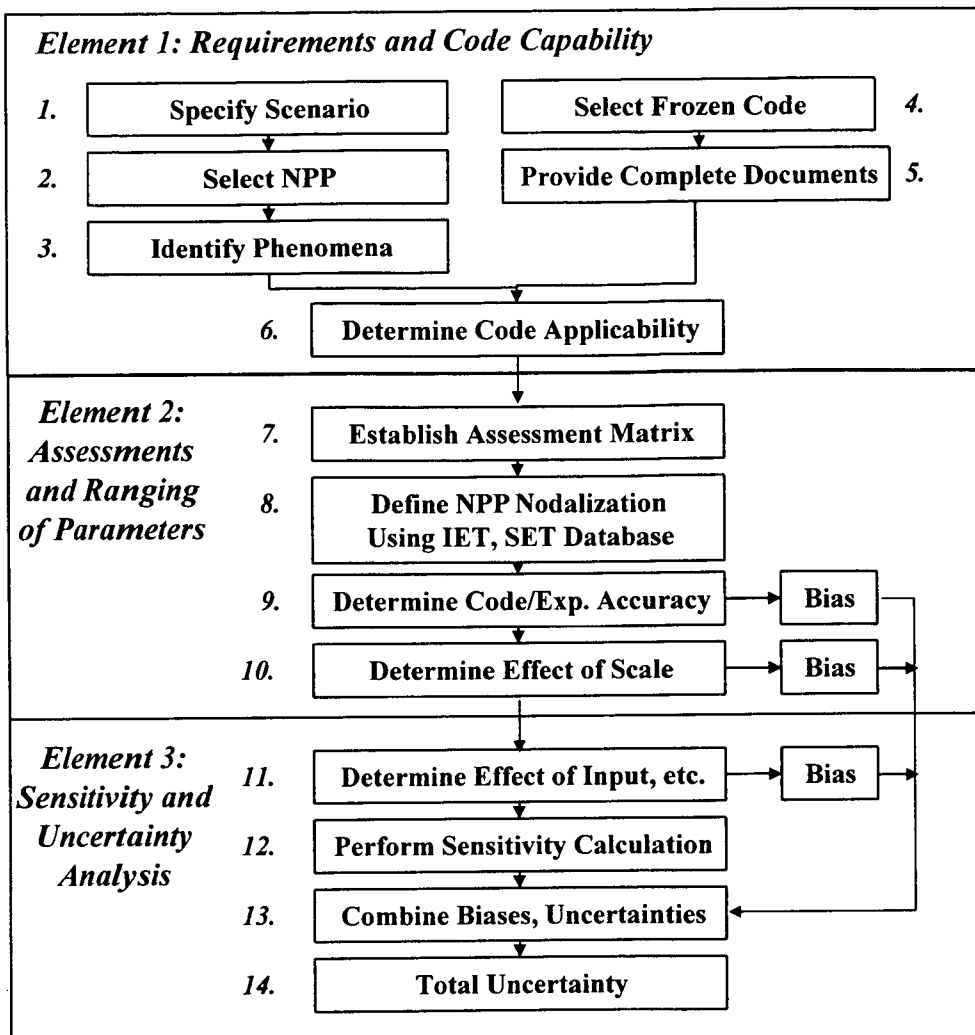 Element 1: Requirements and Code Capability
1. Specify Scenario
Select Frozen Code 4.
2. Select NPP
Provide Complete Documents 5.
3. Identify Phenomena
6. Determine Code Applicability
Element 2:
Assessments
and Ranging
of Parameters
7. Establish Assessment Matrix
8. Define NPP Nodalization
Using IET, SET Database
9. Determine Code/Exp. Accuracy
Bias
10. Determine Effect of Scale
Bias
Element 3:
Sensitivity and
Uncertainty
Analysis
11. Determine Effect of Input, etc.
Bias
12. Perform Sensitivity Calculation
13. Combine Biases, Uncertainties
14. Total Uncertainty